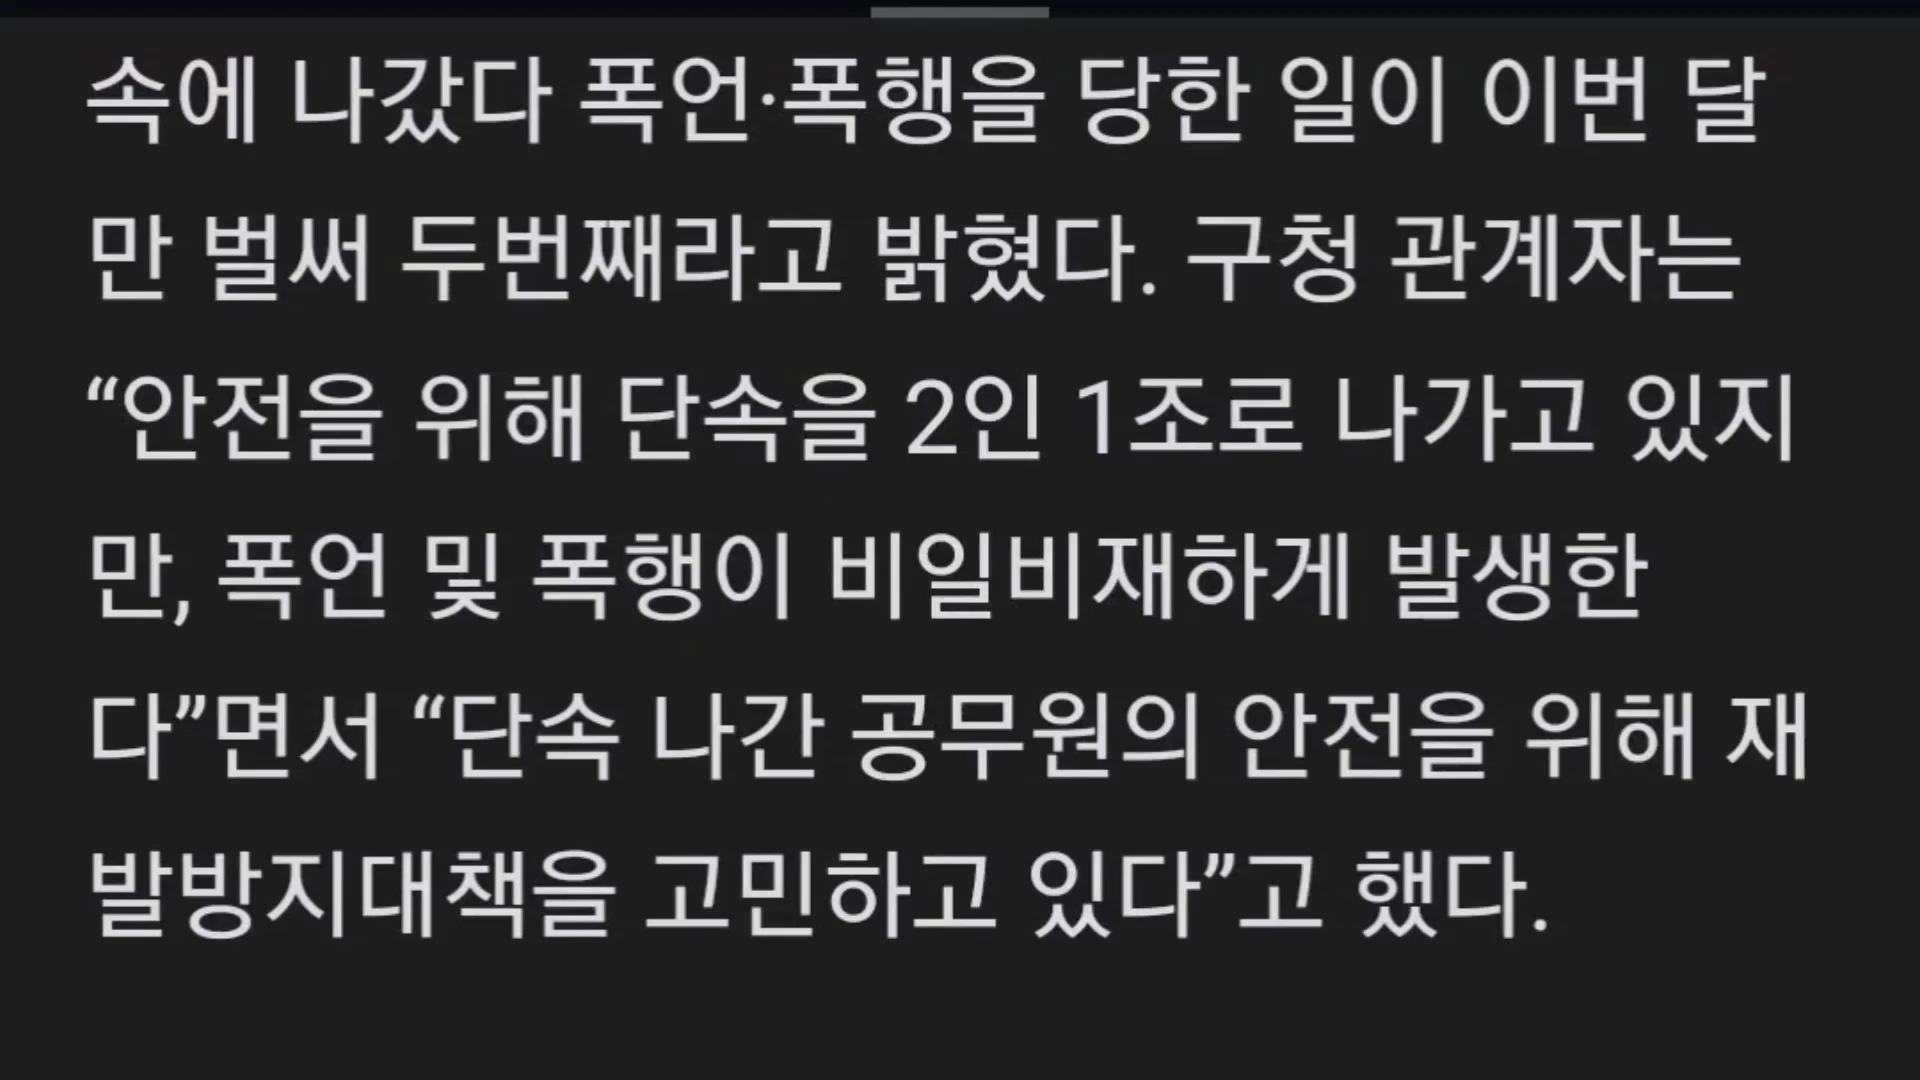 속에 나갔다 폭언·폭행을 당한 일이 이번 달
만 벌써 두번째라고 밝혔다. 구청 관계자는
“안전을 위해 단속을 2인 1조로 나가고 있지
만, 폭언 및 폭행이 비일비재하게 발생한
다”면서 “단속 나간 공무원의 안전을 위해 재
발방지대책을 고민하고 있다”고 했다.